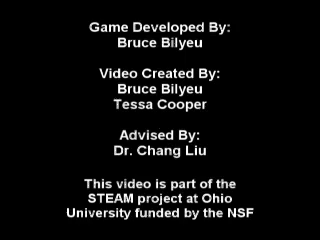 Game Developed By:
Bruce Bilyeu
Video Created By:
Bruce Bilyeu
Tessa Cooper
Advised By:
Dr. Chang Liu
This video is part of the
STEAM project at Ohio
University funded by the NSF